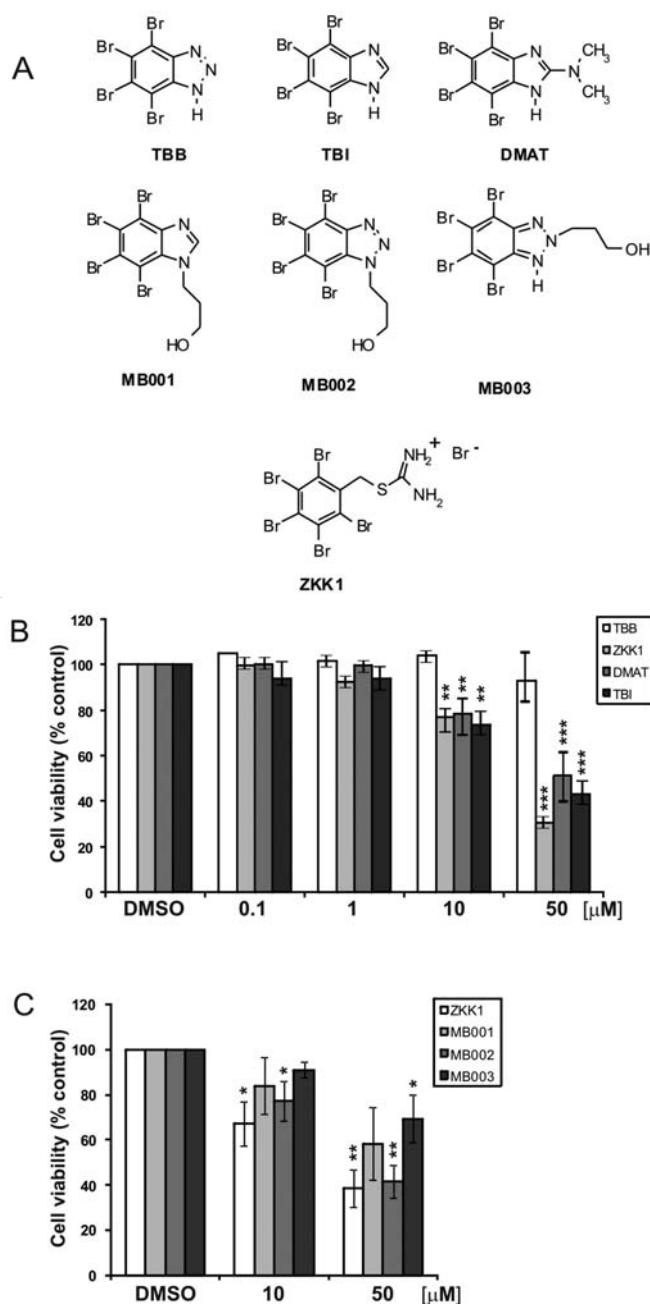 A
Br
Br
Br
Br
N
N
N
H
TBB
Br
Br
Br
Br
N
N
H
TBI
Br
Br
Br
Br
N
N
H
N
CH3
CH3
DMAT
Br
Br
Br
Br
N
N
HO
MB001
Br
Br
Br
Br
N
N
N
HO
MB002
Br
Br
Br
Br
N
N
N
H
OH
MB003
Br
Br
Br
Br
Br
S
NH2
+
NH2
Br -
ZKK1
B
Cell viability (% control)
120
100
80
60
40
20
0
TBB
ZKK1
DMAT
TBI
** ** **
*** *** ***
DMSO 0.1 1 10 50 [µM]
C
Cell viability (% control)
120
100
80
60
40
20
0
ZKK1
MB001
MB002
MB003
* *
** ** *
DMSO 10 50 [µM]